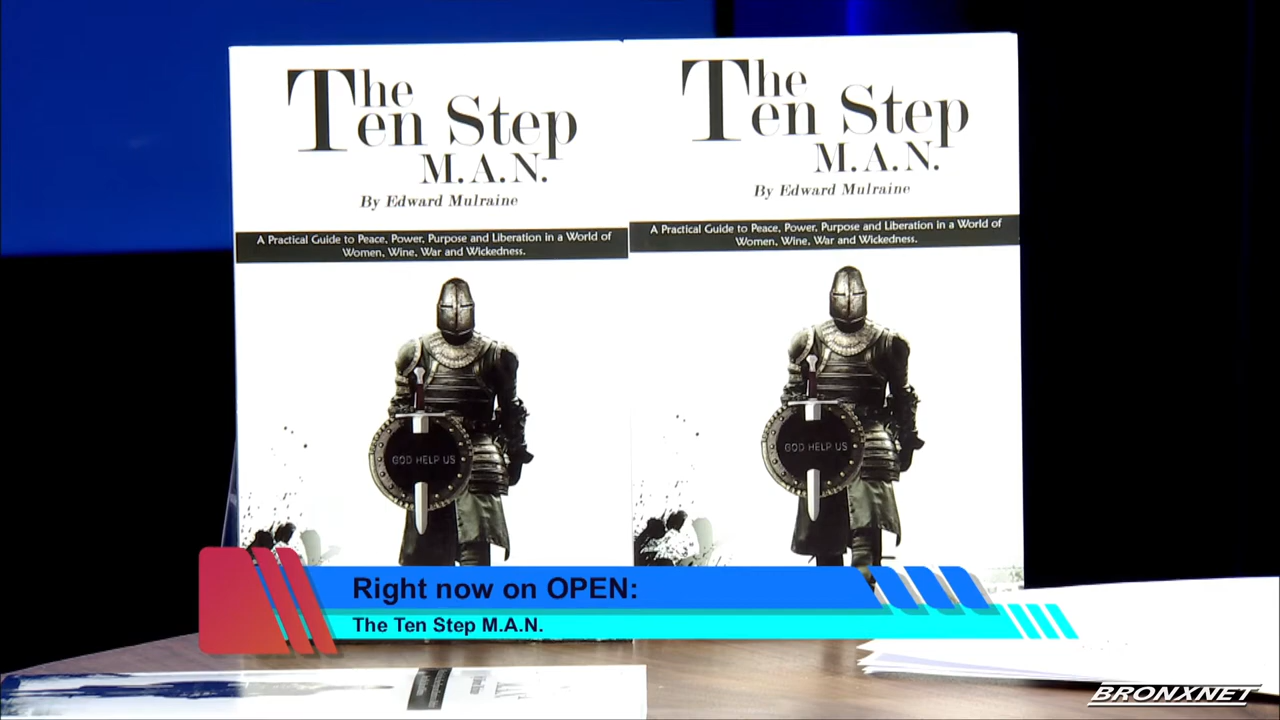 The
Ten Step
M.A.N.
By Edward Mulraine
A Practical Guide to Peace, Power, Purpose and Liberation in a World of
Women, Wine, War and Wickedness.
GOD HELP US
The
Ten Step
M.A.N.
By Edward Mulraine
A Practical Guide to Peace, Power, Purpose and Liberation in a World of
Women, Wine, War and Wickedness.
GOD HELP US
Right now on OPEN:
The Ten Step M.A.N.
BRONXNET